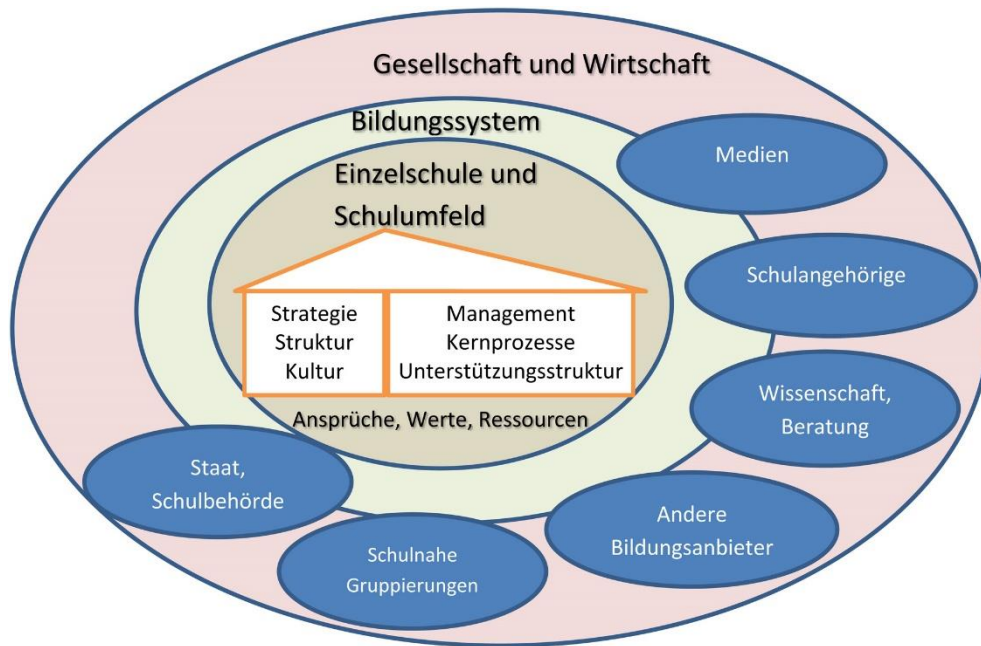 Gesellschaft und Wirtschaft
Bildungssystem
Einzelschule und
Schulumfeld
Strategie
Struktur
Kultur
Management
Kernprozesse
Unterstützungsstruktur
Ansprüche, Werte, Ressourcen
Medien
Schulangehörige
Wissenschaft,
Beratung
Andere
Bildungsanbieter
Schulnahe
Gruppierungen
Staat,
Schulbehörde